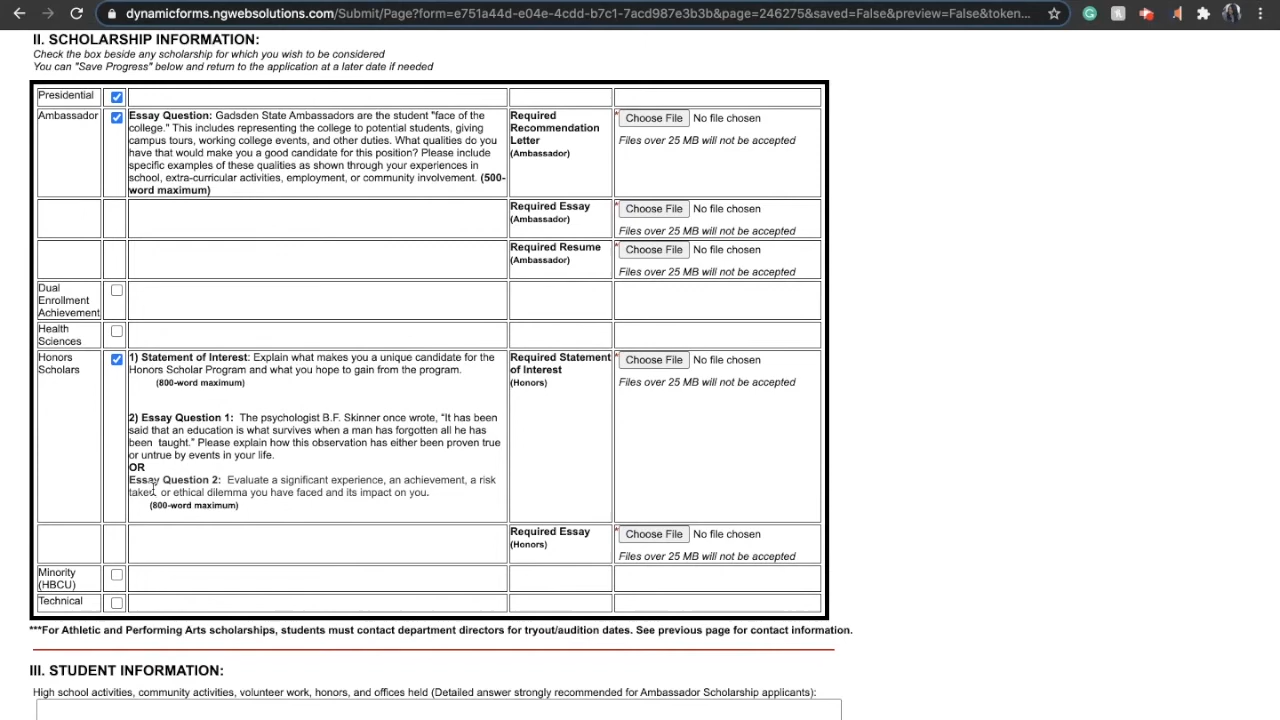 dynamicforms.ngwebsolutions.com/Submit/Page?form=e751a44d-e04e-4cdd-b7c1-7acd987e3b3b&page=246275&saved=False&preview=False&token...
II. SCHOLARSHIP INFORMATION:
Check the box beside any scholarship for which you wish to be considered
You can "Save Progress" below and return to the application at a later date if needed
Presidential
Ambassador
Essay Question: Gadsden State Ambassadors are the student "face of the
college." This includes representing the college to potential students, giving
campus tours, working college events, and other duties. What qualities do you
have that would make you a good candidate for this position? Please include
specific examples of these qualities as shown through your experiences in
school, extra-curricular activities, employment, or community involvement. (500-
word maximum)
Required
Recommendation
Letter
(Ambassador)
* Choose File No file chosen
Files over 25 MB will not be accepted
Required Essay
(Ambassador)
* Choose File No file chosen
Files over 25 MB will not be accepted
Required Resume
(Ambassador)
* Choose File No file chosen
Files over 25 MB will not be accepted
Dual
Enrollment
Achievement
Health
Sciences
Honors
Scholars
1) Statement of Interest: Explain what makes you a unique candidate for the
Honors Scholar Program and what you hope to gain from the program.
(800-word maximum)
2) Essay Question 1: The psychologist B.F. Skinner once wrote, “It has been
said that an education is what survives when a man has forgotten all he has
been taught.” Please explain how this observation has either been proven true
or untrue by events in your life.
OR
Essay Question 2: Evaluate a significant experience, an achievement, a risk
taken, or ethical dilemma you have faced and its impact on you.
(800-word maximum)
Required Statement
of Interest
(Honors)
* Choose File No file chosen
Files over 25 MB will not be accepted
Required Essay
(Honors)
* Choose File No file chosen
Files over 25 MB will not be accepted
Minority
(HBCU)
Technical
***For Athletic and Performing Arts scholarships, students must contact department directors for tryout/audition dates. See previous page for contact information.
III. STUDENT INFORMATION:
High school activities, community activities, volunteer work, honors, and offices held (Detailed answer strongly recommended for Ambassador Scholarship applicants):